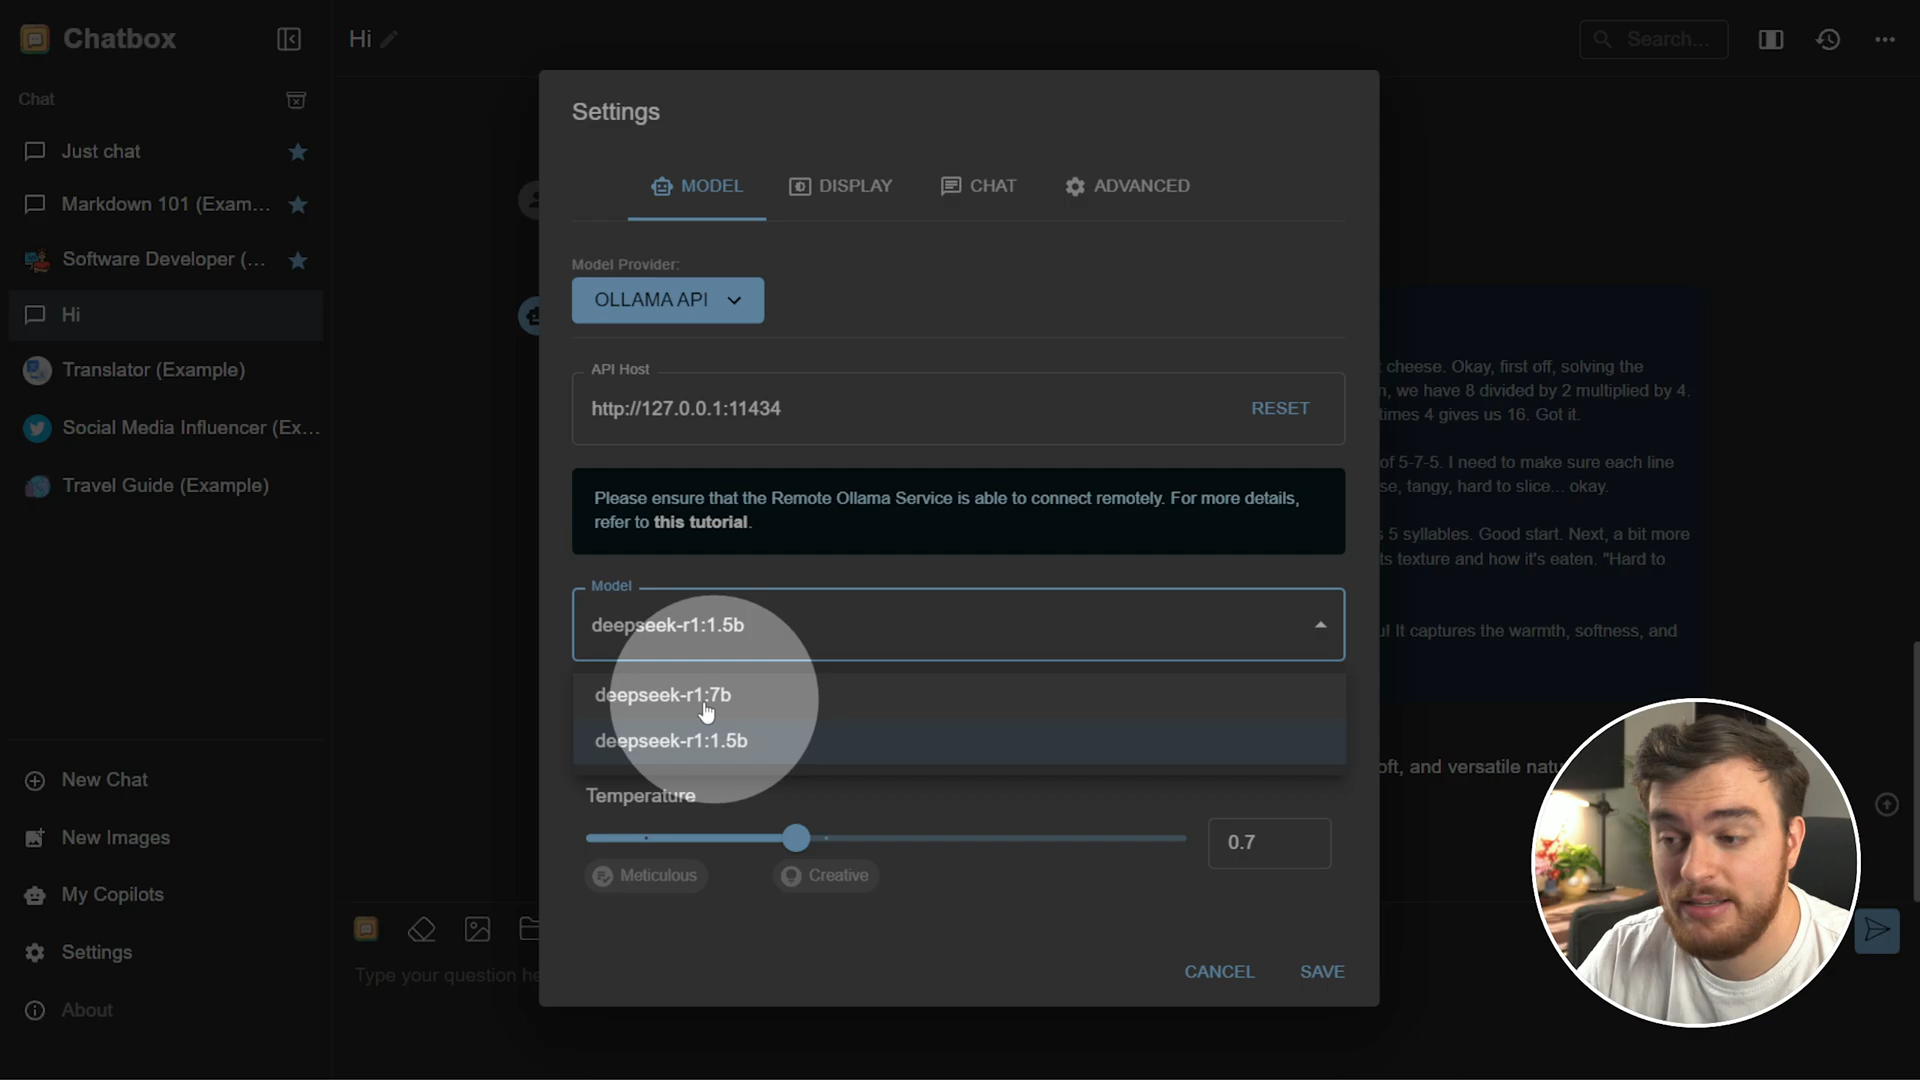 Chatbox
Hi
Search...
Chat
Just chat
Markdown 101 (Exam...
Software Developer (...
Hi
Translator (Example)
Social Media Influencer (Ex...
Travel Guide (Example)
New Chat
New Images
My Copilots
Settings
About
Settings
MODEL
DISPLAY
CHAT
ADVANCED
Model Provider:
OLLAMA API
API Host
http://127.0.0.1:11434
RESET
Please ensure that the Remote Ollama Service is able to connect remotely. For more details,
refer to this tutorial.
Model
deepseek-r1:1.5b
deepseek-r1:7b
deepseek-r1:1.5b
Temperature
0.7
Meticulous
Creative
CANCEL
SAVE
cheese. Okay, first off, solving the
, we have 8 divided by 2 multiplied by 4.
times 4 gives us 16. Got it.
of 5-7-5. I need to make sure each line
se, tangy, hard to slice... okay.
5 syllables. Good start. Next, a bit more
ts texture and how it's eaten. "Hard to
! It captures the warmth, softness, and
oft, and versatile natu
Type your question he